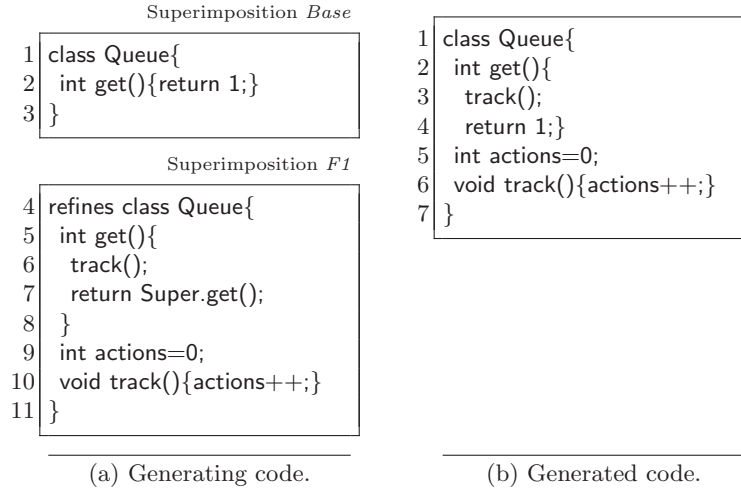 Superimposition Base
1 class Queue{
2 int get(){return 1;}
3 }
Superimposition F1
4 refines class Queue{
5 int get(){
6 track();
7 return Super.get();
8 }
9 int actions=0;
10 void track(){actions++;}
11 }
(a) Generating code.
1 class Queue{
2 int get(){
3 track();
4 return 1;}
5 int actions=0;
6 void track(){actions++;}
7 }
(b) Generated code.